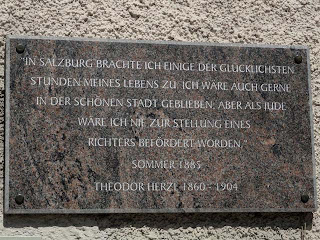 "IN SALZBURG BRACHTE ICH EINIGE DER GLÜCKLICHSTEN
STUNDEN MEINES LEBENS ZU. ICH WÄRE AUCH GERNE
IN DER SCHÖNEN STADT GEBLIEBEN; ABER ALS JUDE
WÄRE ICH NIE ZUR STELLUNG EINES
RICHTERS BEFÖRDERT WORDEN."
SOMMER 1885
THEODOR HERZL 1860 - 1904